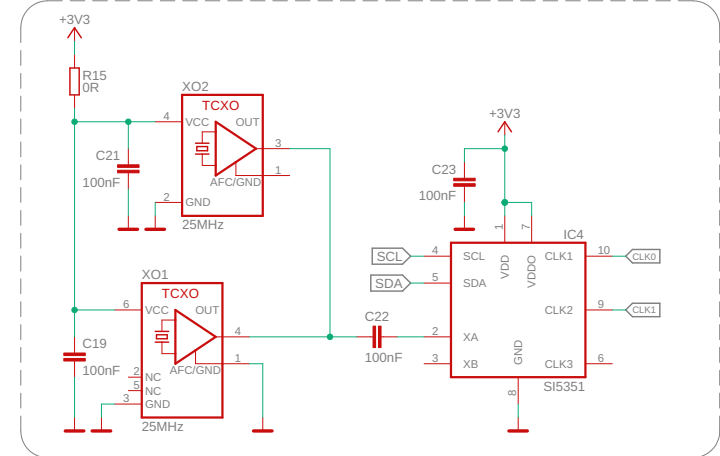 +3V3
R15
0R
XO2
TCXO
4
VCC
OUT
3
1
AFC/GND
2
GND
25MHz
C21
100nF
+3V3
C23
100nF
1
7
IC4
SCL
4
SCL
VDD
VDDO
CLK1
10
CLK0
SDA
5
SDA
CLK2
9
CLK1
C22
100nF
2
XA
3
XB
GND
CLK3
6
8
SI5351
XO1
TCXO
6
VCC
OUT
4
1
AFC/GND
2
NC
5
NC
3
GND
25MHz
C19
100nF